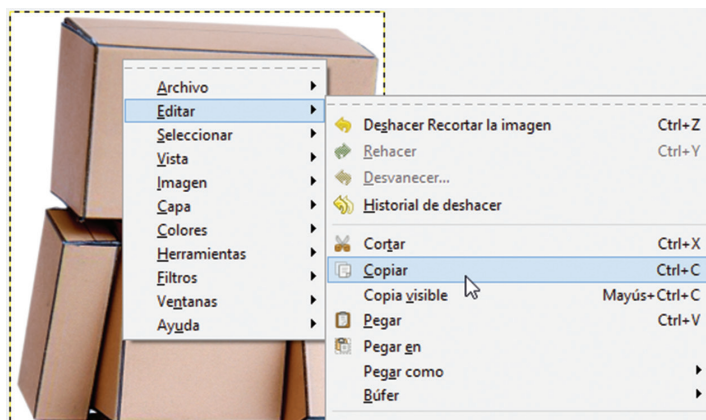 Archivo
Editar
Seleccionar
Vista
Imagen
Capa
Colores
Herramientas
Filtros
Ventanas
Ayuda
Deshacer Recortar la imagen Ctrl+Z
Rehacer Ctrl+Y
Desvanecer...
Historial de deshacer
Cortar Ctrl+X
Copiar Ctrl+C
Copia visible Mayús+Ctrl+C
Pegar Ctrl+V
Pegar en
Pegar como
Búfer